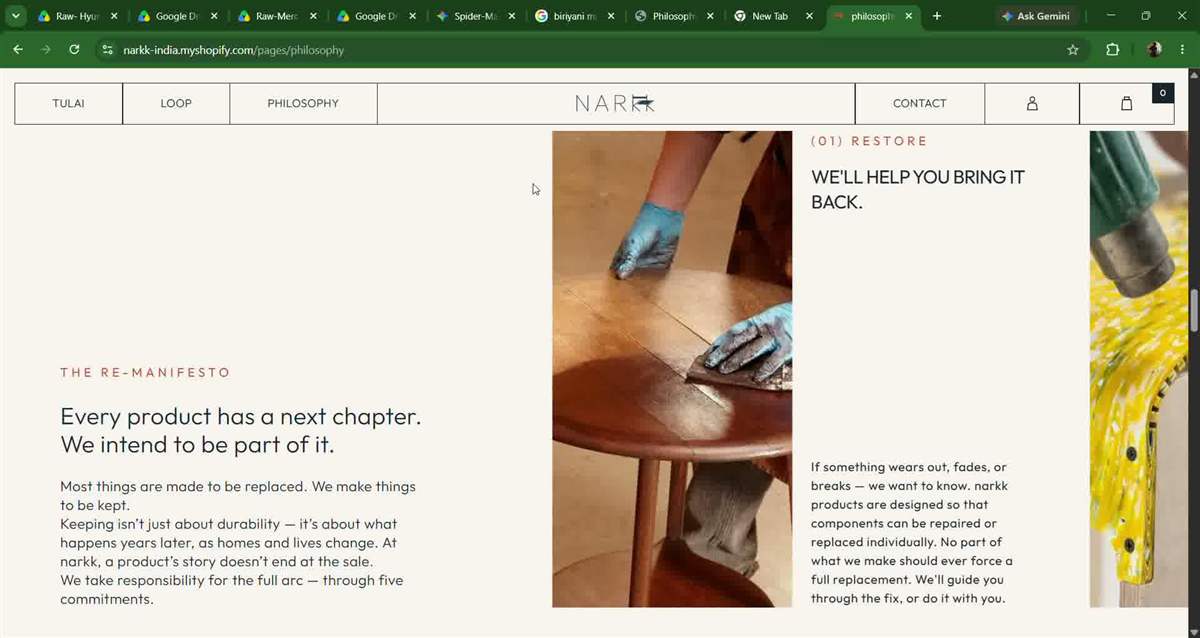 Raw- Hyu
Google Dr
Raw-Merc
Google Dr
Spider-Ma
biriyani m
Philosoph
New Tab
philosoph
Ask Gemini
narkk-india.myshopify.com/pages/philosophy
TULAI
LOOP
PHILOSOPHY
NARKK
CONTACT
0
THE RE-MANIFESTO
Every product has a next chapter.
We intend to be part of it.
Most things are made to be replaced. We make things
to be kept.
Keeping isn't just about durability — it's about what
happens years later, as homes and lives change. At
narkk, a product's story doesn't end at the sale.
We take responsibility for the full arc — through five
commitments.
(01) RESTORE
WE'LL HELP YOU BRING IT
BACK.
If something wears out, fades, or
breaks — we want to know. narkk
products are designed so that
components can be repaired or
replaced individually. No part of
what we make should ever force a
full replacement. We'll guide you
through the fix, or do it with you.